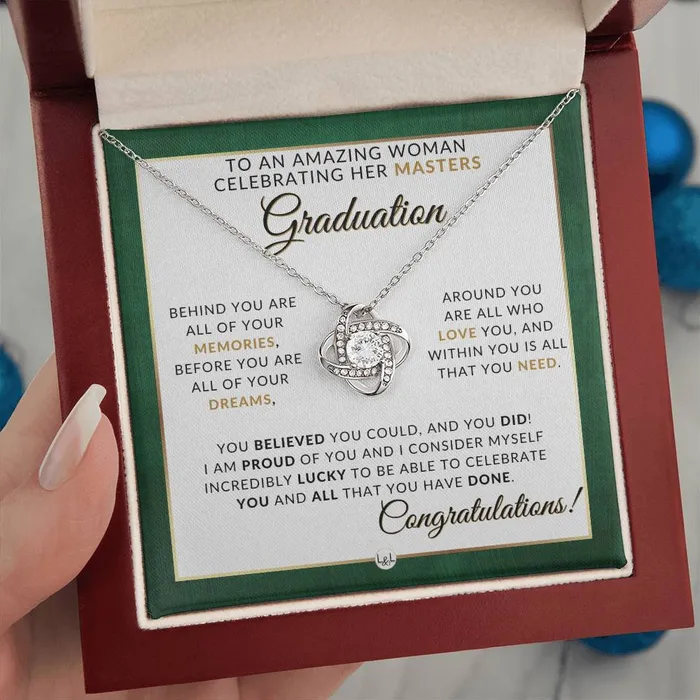 TO AN AMAZING WOMAN
CELEBRATING HER MASTERS
Graduation
BEHIND YOU ARE
ALL OF YOUR
MEMORIES,
BEFORE YOU ARE
ALL OF YOUR
DREAMS,
AROUND YOU
ARE ALL WHO
LOVE YOU, AND
WITHIN YOU IS ALL
THAT YOU NEED.
YOU BELIEVED YOU COULD, AND YOU DID!
I AM PROUD OF YOU AND I CONSIDER MYSELF
INCREDIBLY LUCKY TO BE ABLE TO CELEBRATE
YOU AND ALL THAT YOU HAVE DONE.
Congratulations!
L&L